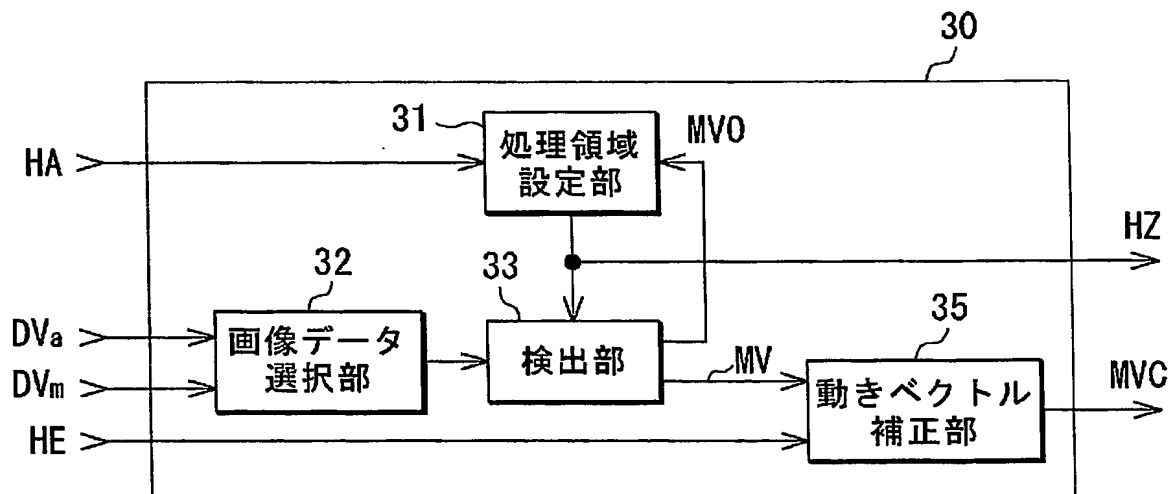 30
31
処理領域
設定部
MVO
HA
HZ
32
33
35
DVa
画像データ
選択部
検出部
MV
DVm
動きベクトル
補正部
MVC
HE